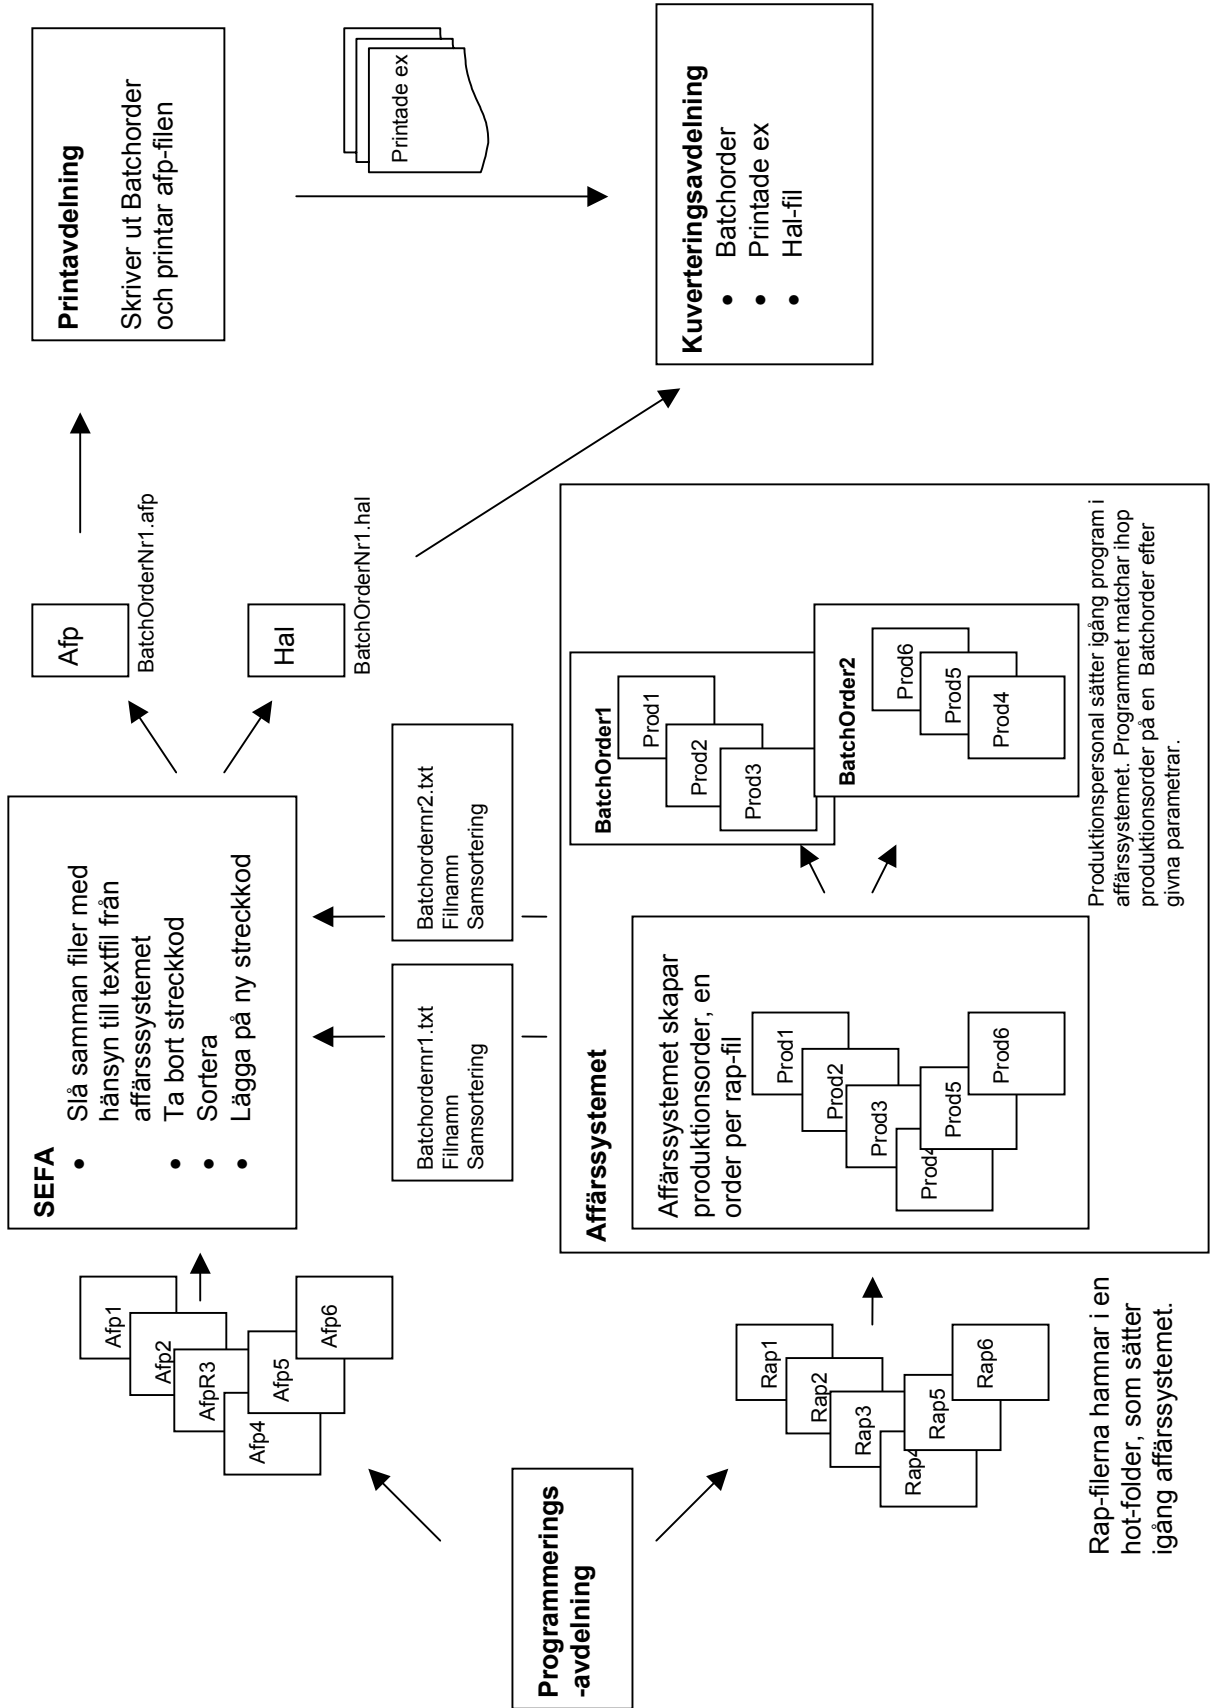 Programmerings
-avdelning
Afp1
Afp2
AfpR3
Afp4
Afp5
Afp6
Rap1
Rap2
Rap3
Rap4
Rap5
Rap6
Rap-filerna hamnar i en
hot-folder, som sätter
igång affärssystemet.
SEFA
• Slå samman filer med
hänsyn till textfil från
affärsssystemet
• Ta bort streckkod
• Sortera
• Lägga på ny streckkod
Batchordernr1.txt
Filnamn
Samsortering
Batchordernr2.txt
Filnamn
Samsortering
Affärssystemet
Affärssystemet skapar
produktionsorder, en
order per rap-fil
Prod1
Prod2
Prod3
Prod4
Prod5
Prod6
BatchOrder1
Prod1
Prod2
Prod3
BatchOrder2
Prod6
Prod5
Prod4
Produktionspersonal sätter igång program i
affärssystemet. Programmet matchar ihop
produktionsorder på en Batchorder efter
givna parametrar.
Afp
BatchOrderNr1.afp
Hal
BatchOrderNr1.hal
Printavdelning
Skriver ut Batchorder
och printar afp-filen
Printade ex
Kuverteringsavdelning
• Batchorder
• Printade ex
• Hal-fil